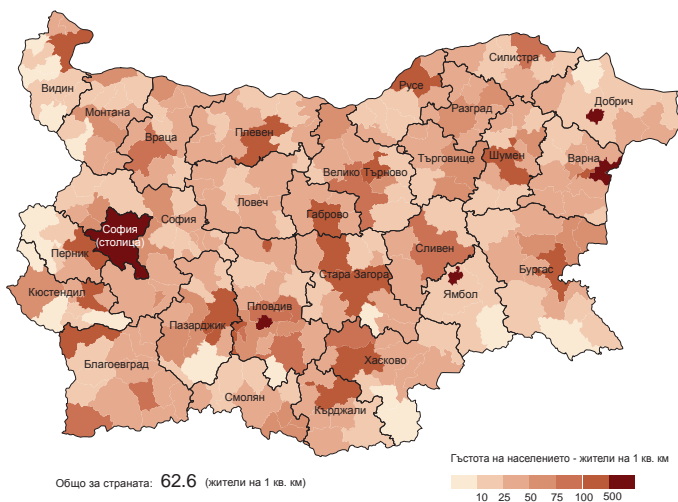 Силистра
Видин
Русе
Добрич
Монтана
Разград
Враца
Плевен
Варна
Търговище
Шумен
Велико Търново
Ловеч
Габрово
София
София
(столица)
Сливен
Перник
Стара Загора
Бургас
Кюстендил
Ямбол
Пловдив
Пазарджик
Хасково
Благоевград
Смолян
Кърджали
Гъстота на населението - жители на 1 кв. км
Общо за страната: 62.6 (жители на 1 кв. км)
10 25 50 75 100 500